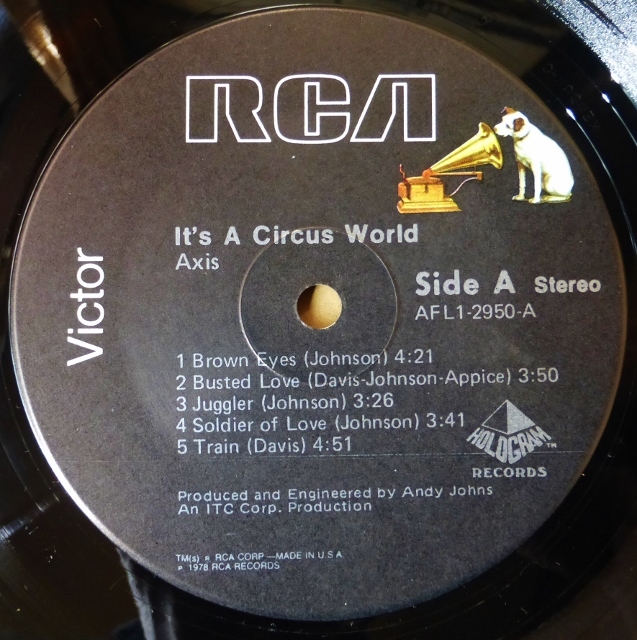 RCA
Victor
It's A Circus World
Axis
Side A Stereo
AFL1-2950-A
1 Brown Eyes (Johnson) 4:21
2 Busted Love (Davis-Johnson-Appice) 3:50
3 Juggler (Johnson) 3:26
4 Soldier of Love (Johnson) 3:41
5 Train (Davis) 4:51
HOLOGRAM™
RECORDS
Produced and Engineered by Andy Johns
An ITC Corp. Production
TM(s) ® RCA CORP —MADE IN U.S.A
℗ 1978 RCA RECORDS